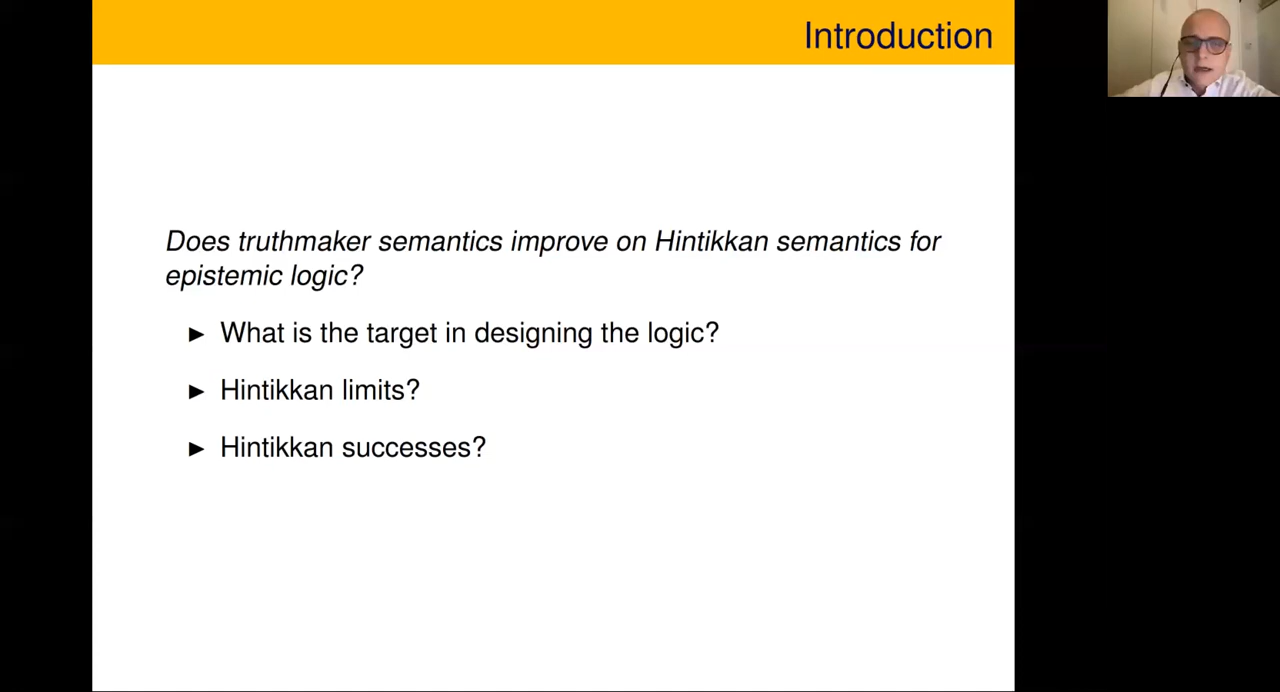 Introduction
Does truthmaker semantics improve on Hintikkan semantics for
epistemic logic?
► What is the target in designing the logic?
► Hintikkan limits?
► Hintikkan successes?